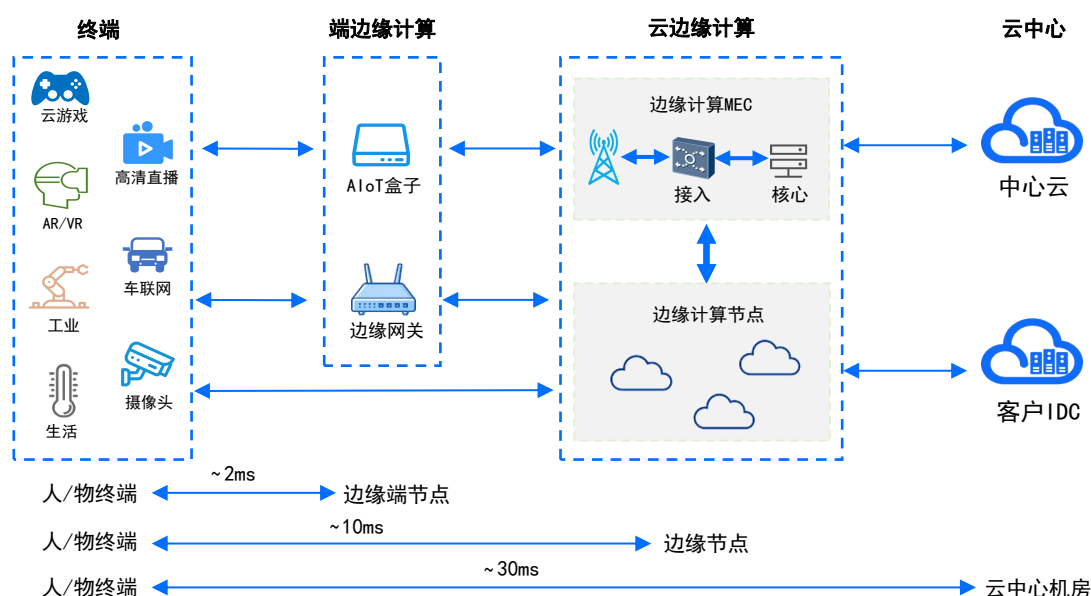 终端
端边缘计算
云边缘计算
云中心
云游戏
高清直播
AR/VR
车联网
工业
摄像头
生活
AIoT盒子
边缘网关
边缘计算MEC
接入
核心
边缘计算节点
中心云
客户IDC
~2ms
人/物终端
边缘端节点
~10ms
人/物终端
边缘节点
~30ms
人/物终端
云中心机房